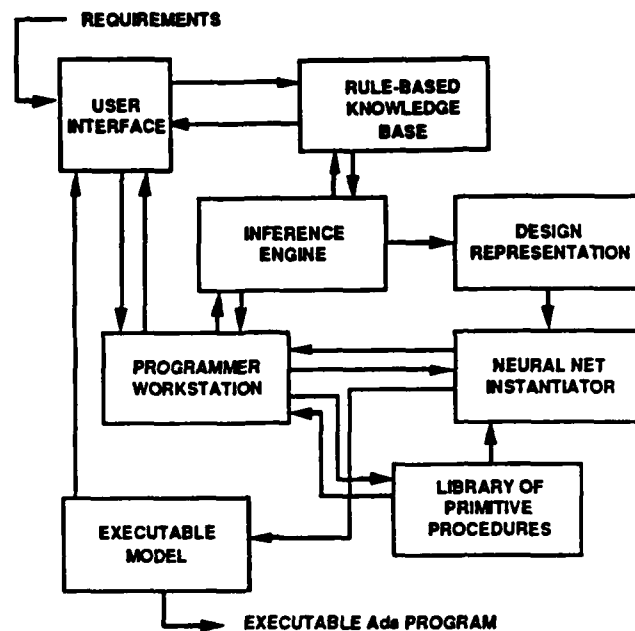 REQUIREMENTS
USER
INTERFACE
RULE-BASED
KNOWLEDGE
BASE
INFERENCE
ENGINE
DESIGN
REPRESENTATION
PROGRAMMER
WORKSTATION
NEURAL NET
INSTANTIATOR
LIBRARY OF
PRIMITIVE
PROCEDURES
EXECUTABLE
MODEL
EXECUTABLE Ada PROGRAM